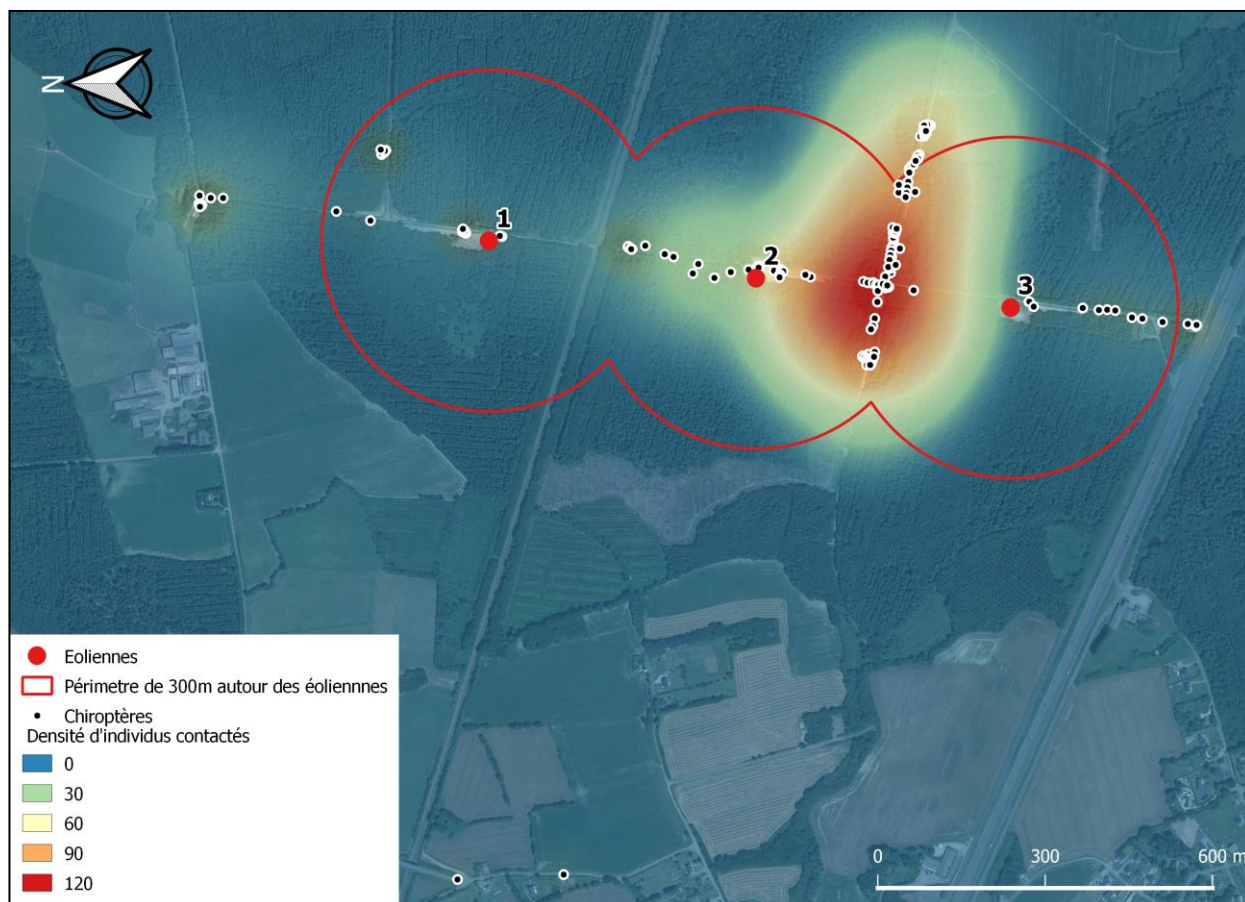 N
1
2
3
Eoliennes
Périmetre de 300m autour des éoliennnes
Chiroptères
Densité d'individus contactés
0
30
60
90
120
0 300 600 m